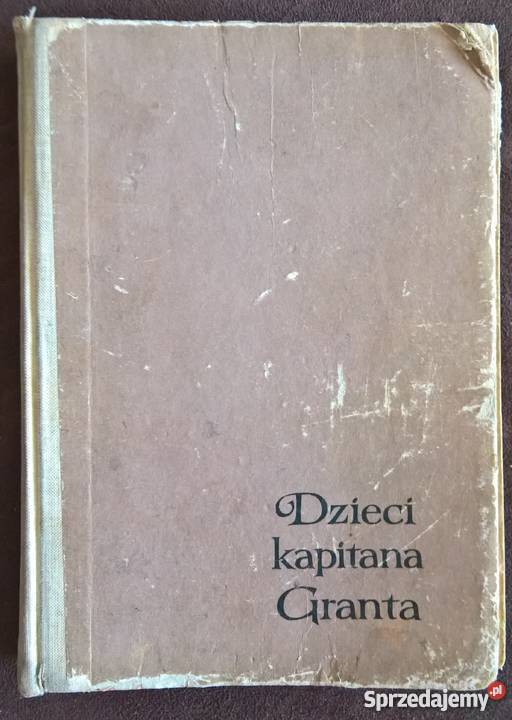 Dzieci
kapitana
Granta
Sprzedajemy.pl